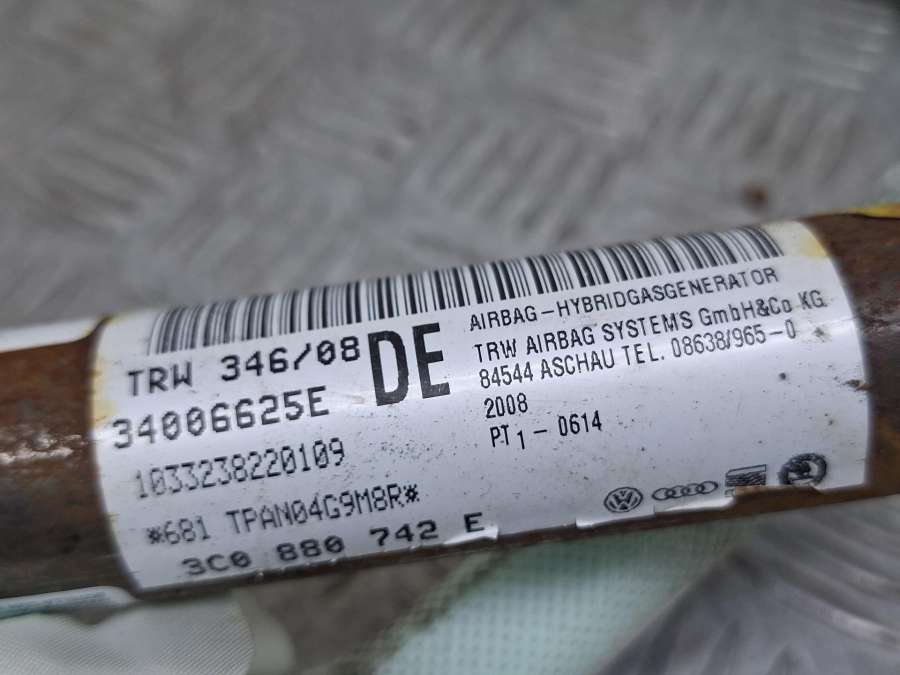 TRW 346/08
DE
34006625E
1033238220109
*681 TPAN04G9M8R*
3C0 880 742 E
AIRBAG-HYBRIDGASGENERATOR
TRW AIRBAG SYSTEMS GmbH&Co KG
84544 ASCHAU TEL. 08638/965-0
2008
PT1-0614